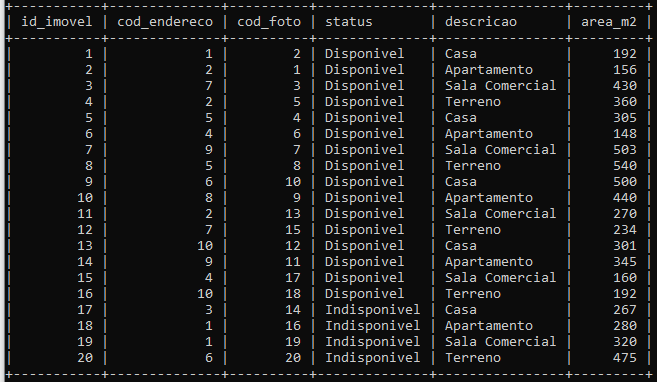 id_imovel | cod_endereco | cod_foto | status | descricao | area_m2
1 | 1 | 2 | Disponivel | Casa | 192
2 | 2 | 1 | Disponivel | Apartamento | 156
3 | 7 | 3 | Disponivel | Sala Comercial | 430
4 | 2 | 5 | Disponivel | Terreno | 360
5 | 5 | 4 | Disponivel | Casa | 305
6 | 4 | 6 | Disponivel | Apartamento | 148
7 | 9 | 7 | Disponivel | Sala Comercial | 503
8 | 5 | 8 | Disponivel | Terreno | 540
9 | 6 | 10 | Disponivel | Casa | 500
10 | 8 | 9 | Disponivel | Apartamento | 440
11 | 2 | 13 | Disponivel | Sala Comercial | 270
12 | 7 | 15 | Disponivel | Terreno | 234
13 | 10 | 12 | Disponivel | Casa | 301
14 | 9 | 11 | Disponivel | Apartamento | 345
15 | 4 | 17 | Disponivel | Sala Comercial | 160
16 | 10 | 18 | Disponivel | Terreno | 192
17 | 3 | 14 | Indisponivel | Casa | 267
18 | 1 | 16 | Indisponivel | Apartamento | 280
19 | 1 | 19 | Indisponivel | Sala Comercial | 320
20 | 6 | 20 | Indisponivel | Terreno | 475